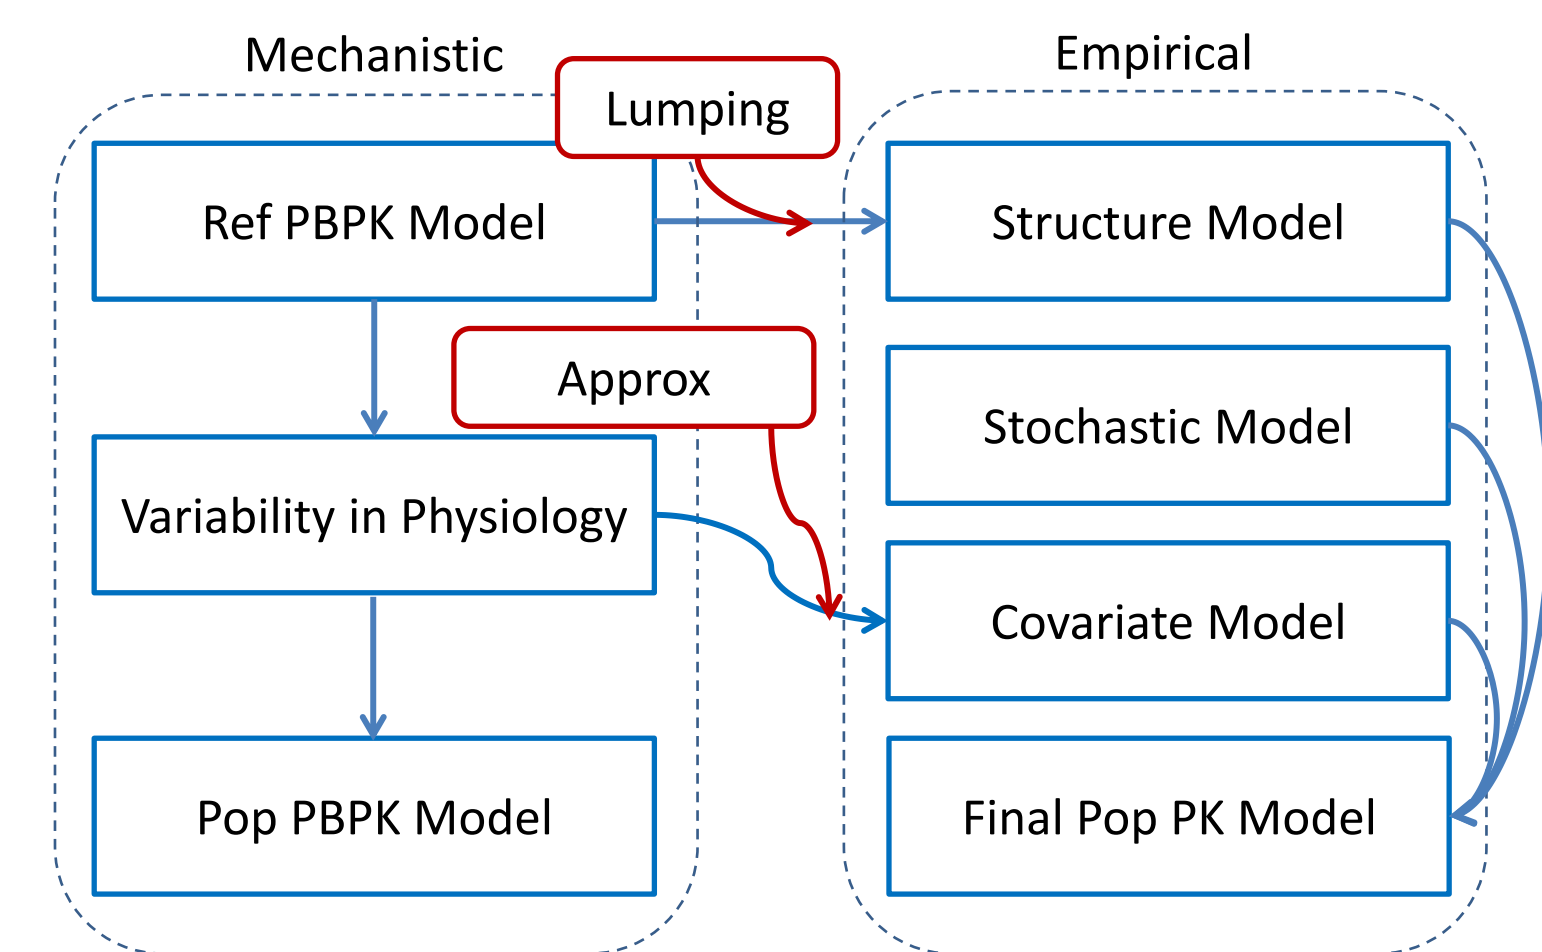 Mechanistic
Empirical
Lumping
Ref PBPK Model
Structure Model
Approx
Stochastic Model
Variability in Physiology
Covariate Model
Pop PBPK Model
Final Pop PK Model